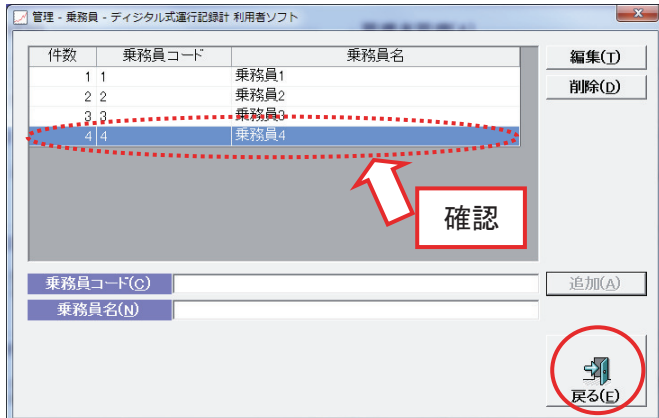 管理 - 乗務員 - ディジタル式運行記録計 利用者ソフト
件数 乗務員コード 乗務員名
1 1 乗務員1
2 2 乗務員2
3 3 乗務員3
4 4 乗務員4
編集(T)
削除(D)
確認
乗務員コード(C)
追加(A)
乗務員名(N)
戻る(E)